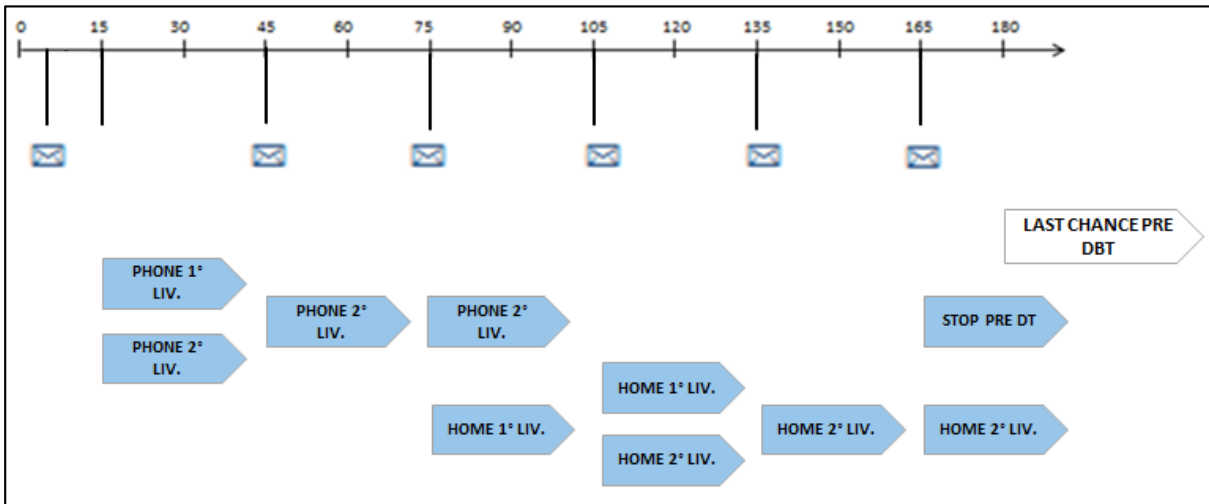 0 15 30 45 60 75 90 105 120 135 150 165 180
LAST CHANCE PRE
DBT
PHONE 1°
LIV.
PHONE 2°
LIV.
PHONE 2°
LIV.
STOP PRE DT
PHONE 2°
LIV.
HOME 1° LIV.
HOME 1° LIV.
HOME 2° LIV.
HOME 2° LIV.
HOME 2° LIV.